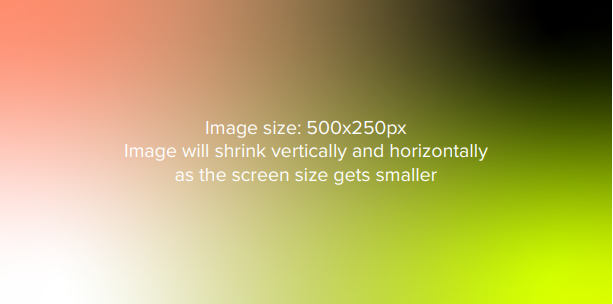 Image size: 500x250px
Image will shrink vertically and horizontally
as the screen size gets smaller